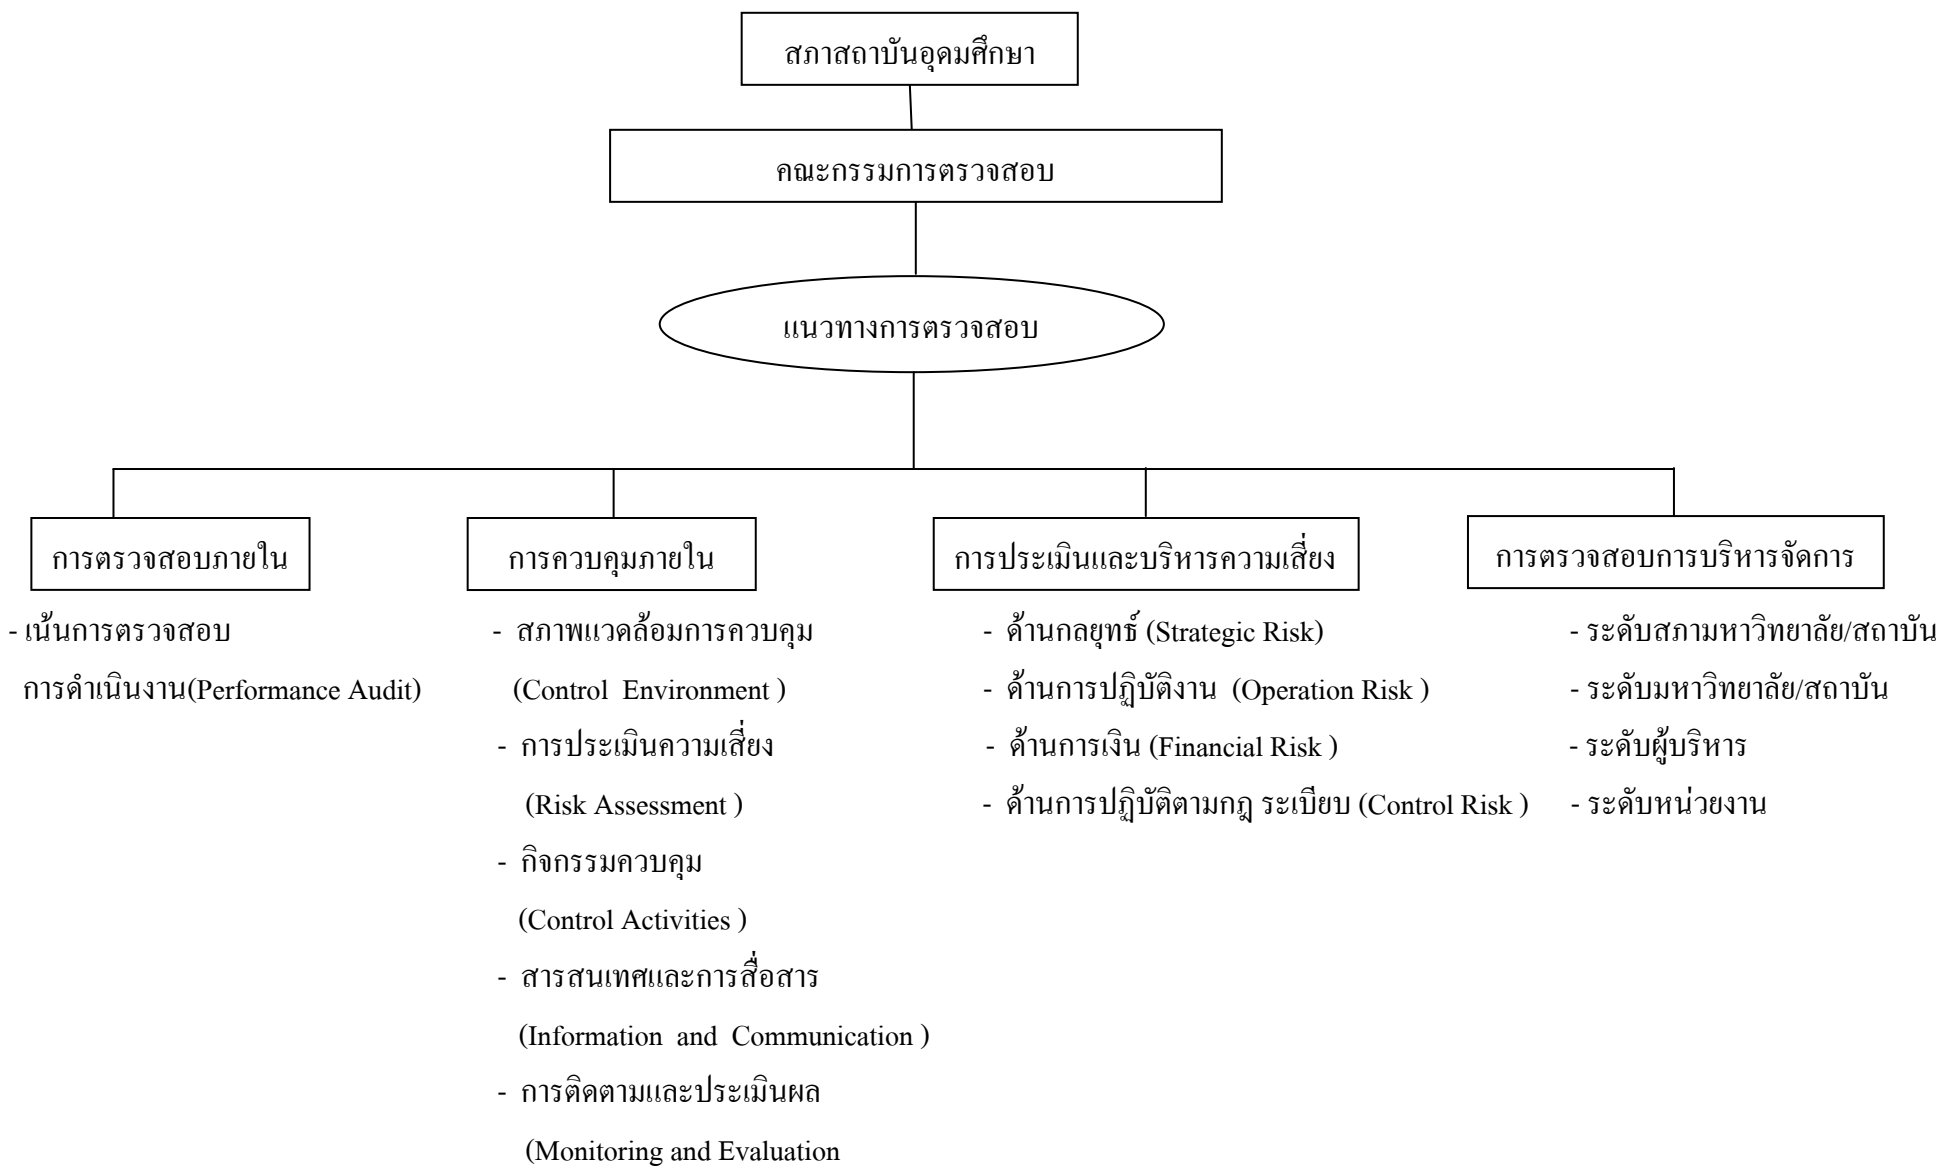 สภาสถาบันอุดมศึกษา
คณะกรรมการตรวจสอบ
แนวทางการตรวจสอบ
การตรวจสอบภายใน
- เน้นการตรวจสอบ
การดำเนินงาน(Performance Audit)
การควบคุมภายใน
- สภาพแวดล้อมการควบคุม
(Control Environment )
- การประเมินความเสี่ยง
(Risk Assessment )
- กิจกรรมควบคุม
(Control Activities )
- สารสนเทศและการสื่อสาร
(Information and Communication )
- การติดตามและประเมินผล
(Monitoring and Evaluation
การประเมินและบริหารความเสี่ยง
- ด้านกลยุทธ์ (Strategic Risk)
- ด้านการปฏิบัติงาน (Operation Risk )
- ด้านการเงิน (Financial Risk )
- ด้านการปฏิบัติตามกฎ ระเบียบ (Control Risk )
การตรวจสอบการบริหารจัดการ
- ระดับสภามหาวิทยาลัย/สถาบัน
- ระดับมหาวิทยาลัย/สถาบัน
- ระดับผู้บริหาร
- ระดับหน่วยงาน